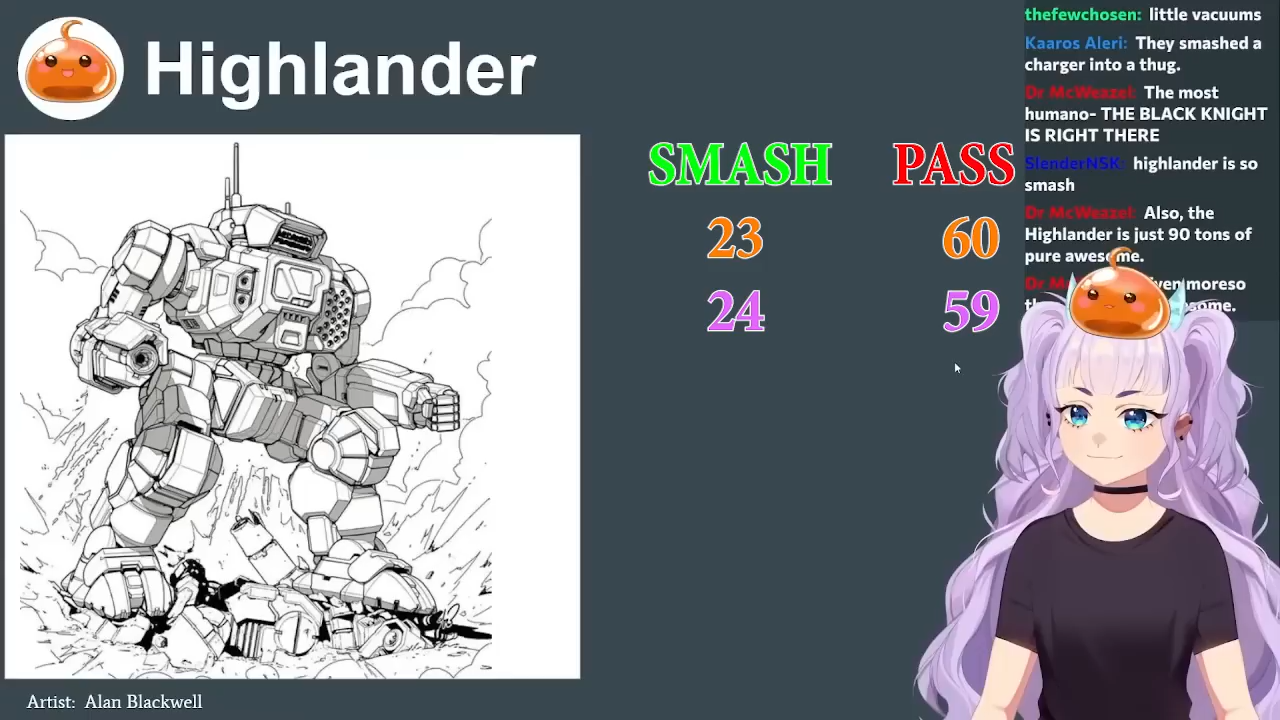 Highlander
SMASH PASS
23 60
24 59
Artist: Alan Blackwell
thefewchosen: little vacuums
Kaaros Aleri: They smashed a
charger into a thug.
Dr McWeazel: The most
humano- THE BLACK KNIGHT
IS RIGHT THERE
SlenderNSK: highlander is so
smash
Dr McWeazel: Also, the
Highlander is just 90 tons of
pure awesome.